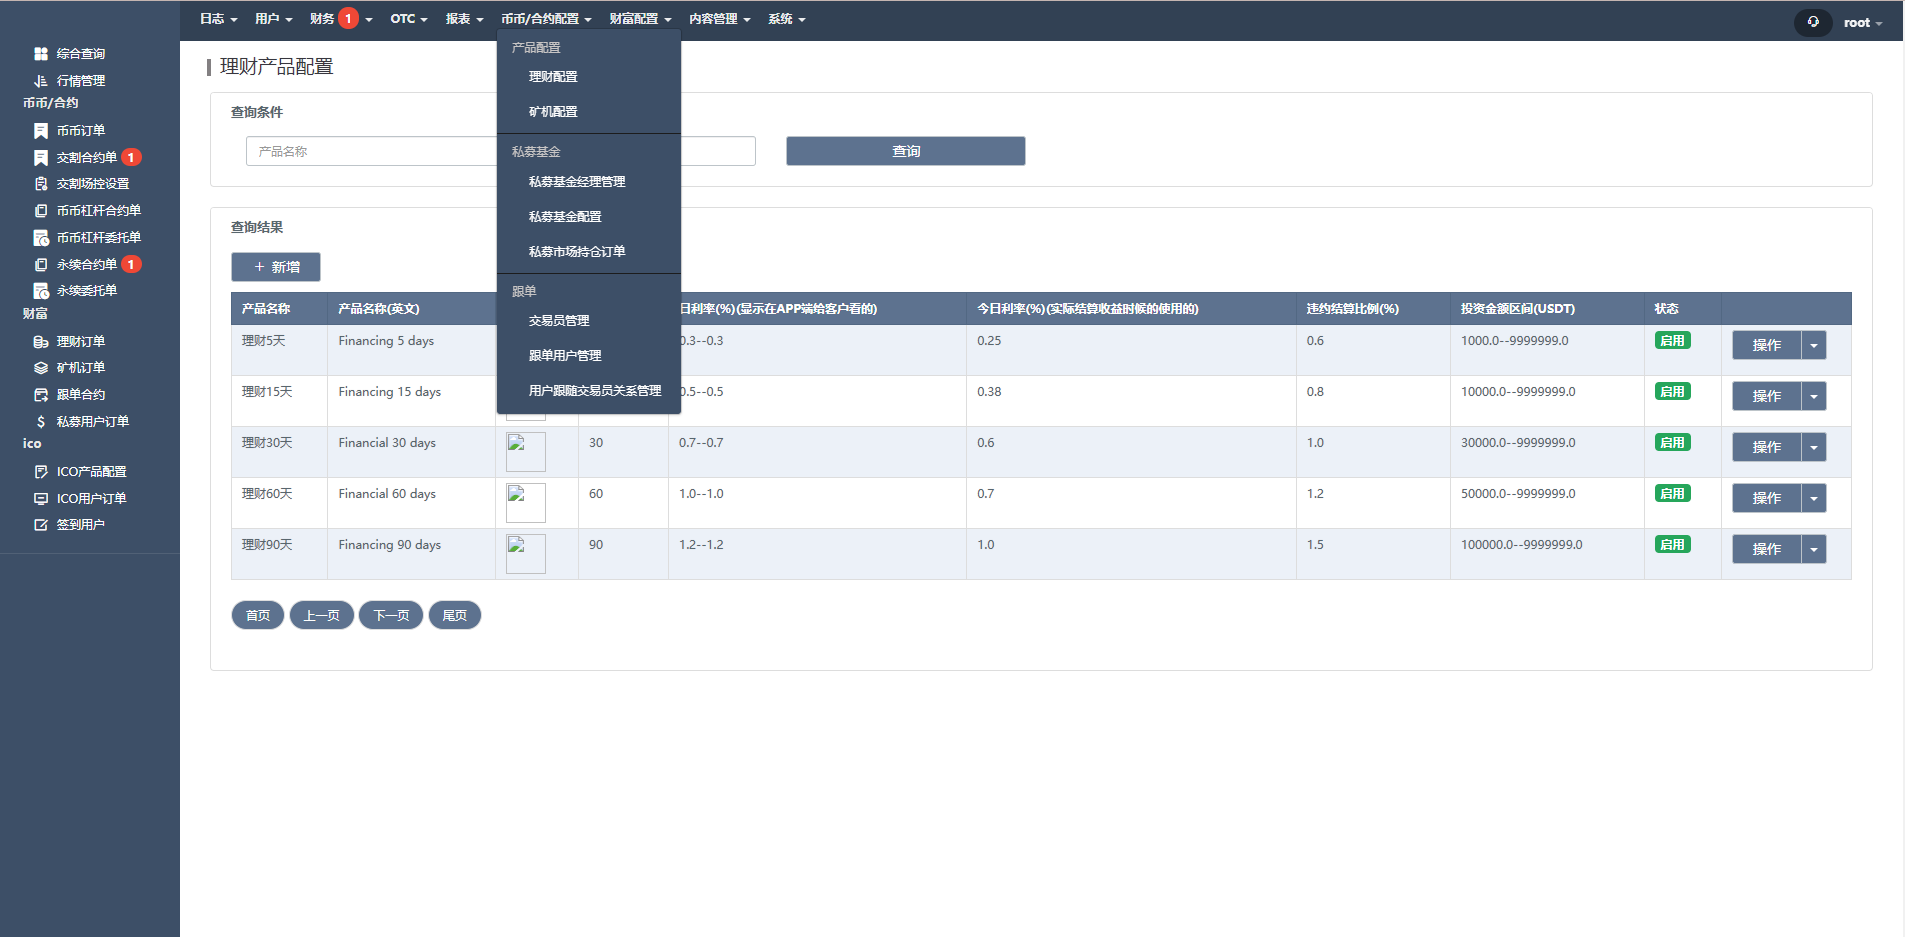 日志 用户 财务 1 OTC 报表 币币/合约配置 财富配置 内容管理 系统 root
综合查询
行情管理
币币/合约
币币订单
交割合约单 1
交割场控设置
币币杠杆合约单
币币杠杆委托单
永续合约单 1
永续委托单
财富
理财订单
矿机订单
跟单合约
私募用户订单
ico
ICO产品配置
ICO用户订单
签到用户
产品配置
理财配置
矿机配置
私募基金
私募基金经理管理
私募基金配置
私募市场持仓订单
跟单
交易员管理
跟单用户管理
用户跟随交易员关系管理
理财产品配置
查询条件
产品名称 查询
查询结果
+ 新增
产品名称 产品名称(英文) 日利率(%)(显示在APP端给客户看的) 今日利率(%)(实际结算收益时候的使用的) 违约结算比例(%) 投资金额区间(USDT) 状态
理财5天 Financing 5 days 0.3--0.3 0.25 0.6 1000.0--9999999.0 启用 操作
理财15天 Financing 15 days 0.5--0.5 0.38 0.8 10000.0--9999999.0 启用 操作
理财30天 Financial 30 days 30 0.7--0.7 0.6 1.0 30000.0--9999999.0 启用 操作
理财60天 Financial 60 days 60 1.0--1.0 0.7 1.2 50000.0--9999999.0 启用 操作
理财90天 Financing 90 days 90 1.2--1.2 1.0 1.5 100000.0--9999999.0 启用 操作
首页 上一页 下一页 尾页